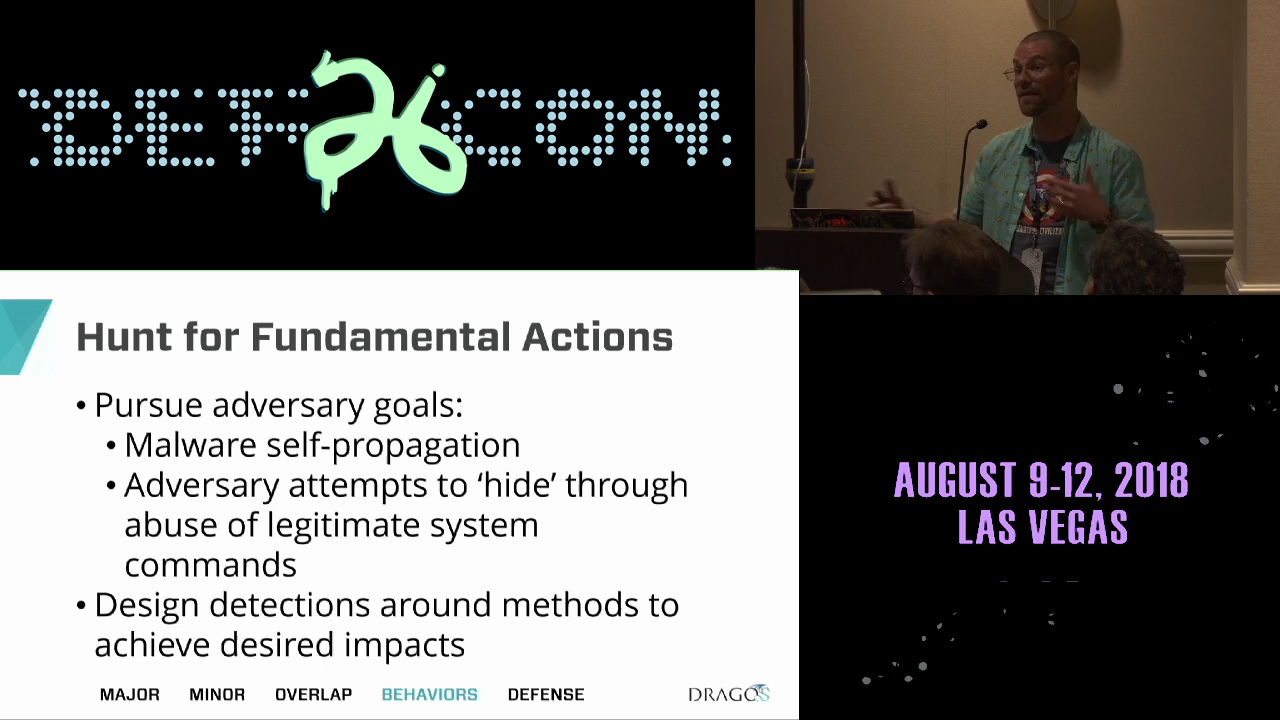 DEF 26 CON
Hunt for Fundamental Actions
• Pursue adversary goals:
• Malware self-propagation
• Adversary attempts to ‘hide’ through
abuse of legitimate system
commands
• Design detections around methods to
achieve desired impacts
MAJOR MINOR OVERLAP BEHAVIORS DEFENSE
DRAGOS
AUGUST 9-12, 2018
LAS VEGAS